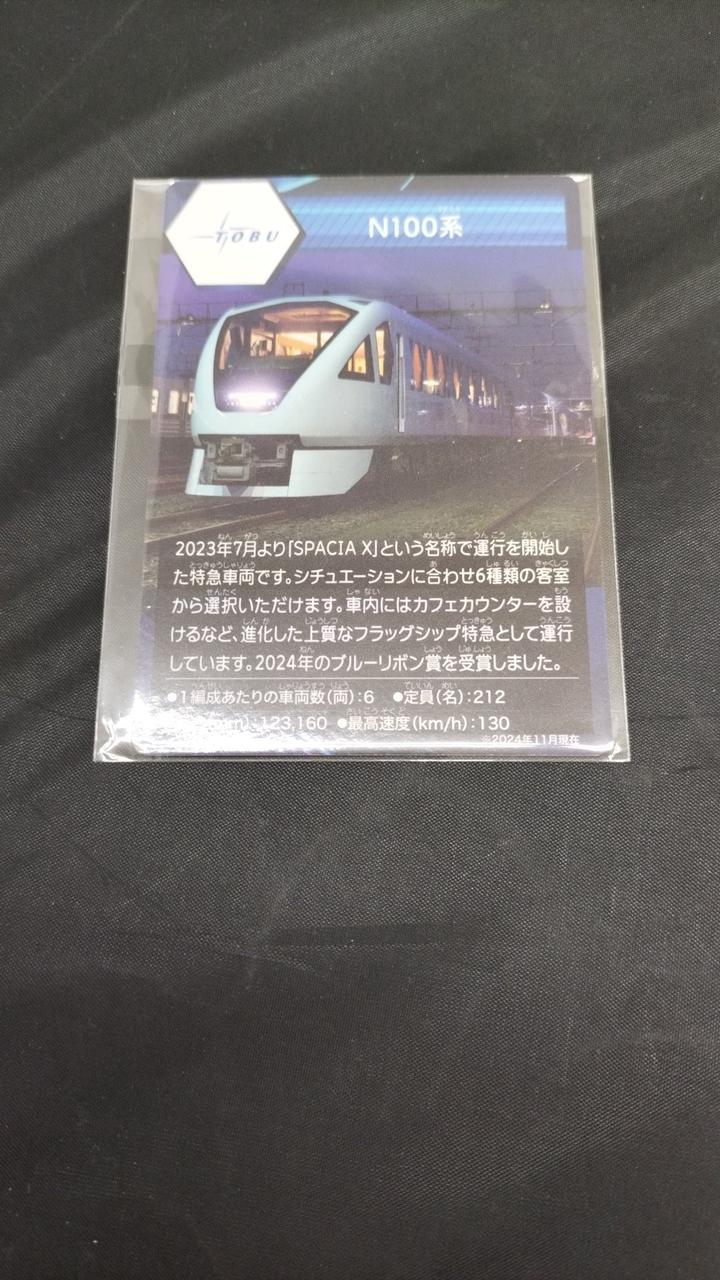 TOBU
N100系
2023年7月より「SPACIA X」という名称で運行を開始し
た特急車両です。シチュエーションに合わせ6種類の客室
から選択いただけます。車内にはカフェカウンターを設
けるなど、進化した上質なフラッグシップ特急として運行
しています。2024年のブルーリボン賞を受賞しました。
●1編成あたりの車両数(両):6 ●定員(名):212
:123,160 ●最高速度(km/h):130
※2024年11月現在